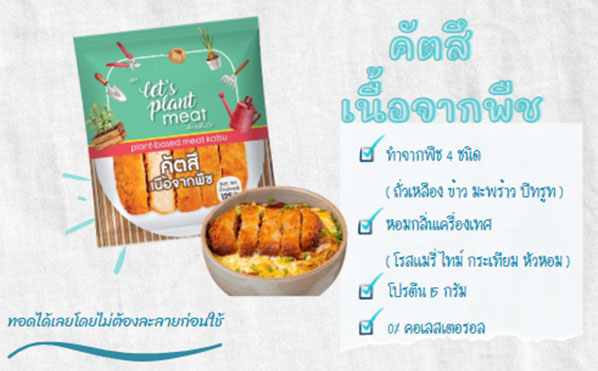 คัตสึ
เนื้อจากพืช
let's
plant
meat
plant-based meat katsu
คัตสึ
เนื้อจากพืช
ทำจากพืช 4 ชนิด
( ถั่วเหลือง ข้าว มะพร้าว บีทรูท )
หอมกลิ่นเครื่องเทศ
( โรสแมรี่ ไทม์ กระเทียม หัวหอม )
โปรตีน 15 กรัม
0% คอเลสเตอรอล
ทอดได้เลยโดยไม่ต้องละลายก่อนใช้